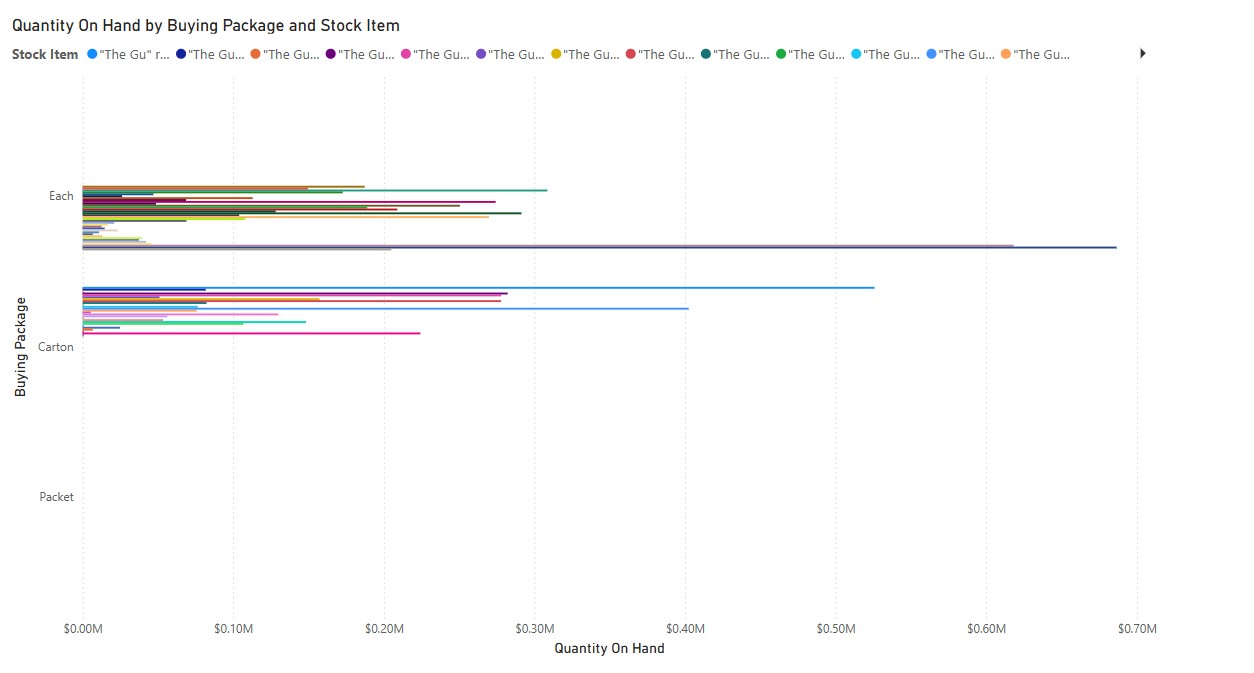 Quantity On Hand by Buying Package and Stock Item
Stock Item "The Gu" r... "The Gu... "The Gu... "The Gu... "The Gu... "The Gu... "The Gu... "The Gu... "The Gu... "The Gu... "The Gu... "The Gu... "The Gu...
Each
Carton
Packet
Buying Package
$0.00M $0.10M $0.20M $0.30M $0.40M $0.50M $0.60M $0.70M
Quantity On Hand